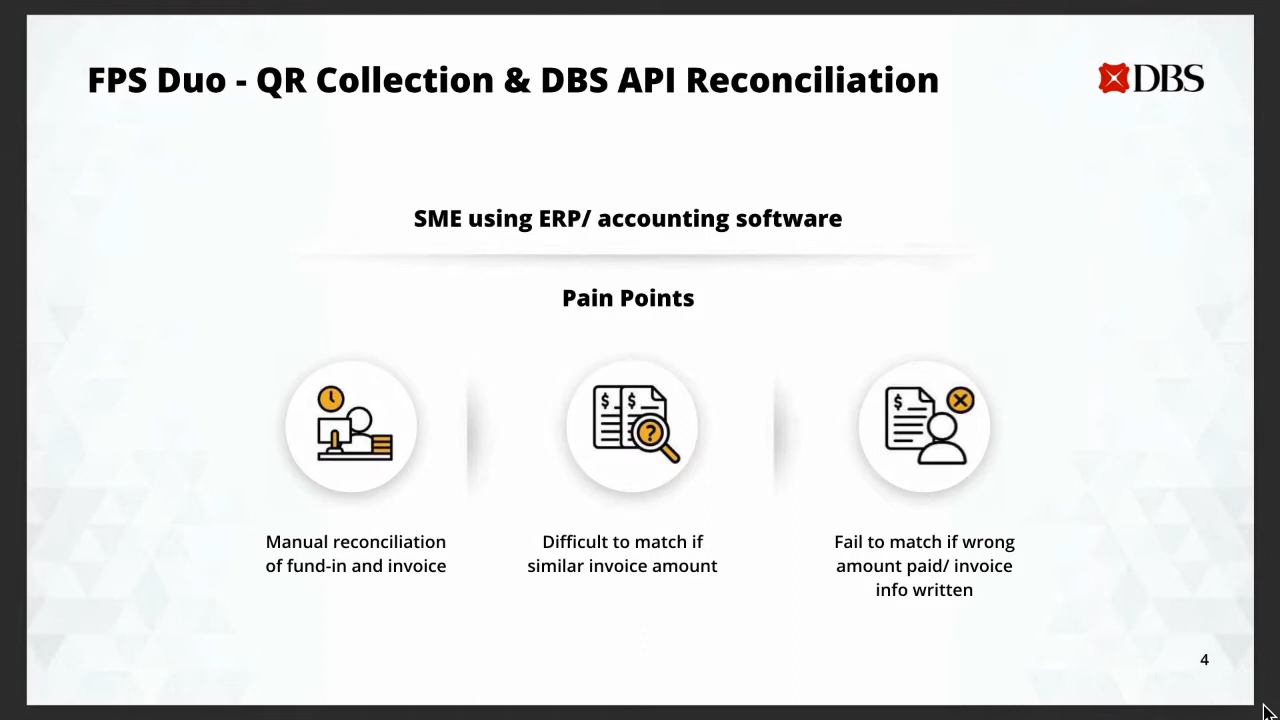 FPS Duo - QR Collection & DBS API Reconciliation
DBS
SME using ERP/ accounting software
Pain Points
$
$ $
?
$
Manual reconciliation
of fund-in and invoice
Difficult to match if
similar invoice amount
Fail to match if wrong
amount paid/ invoice
info written
4